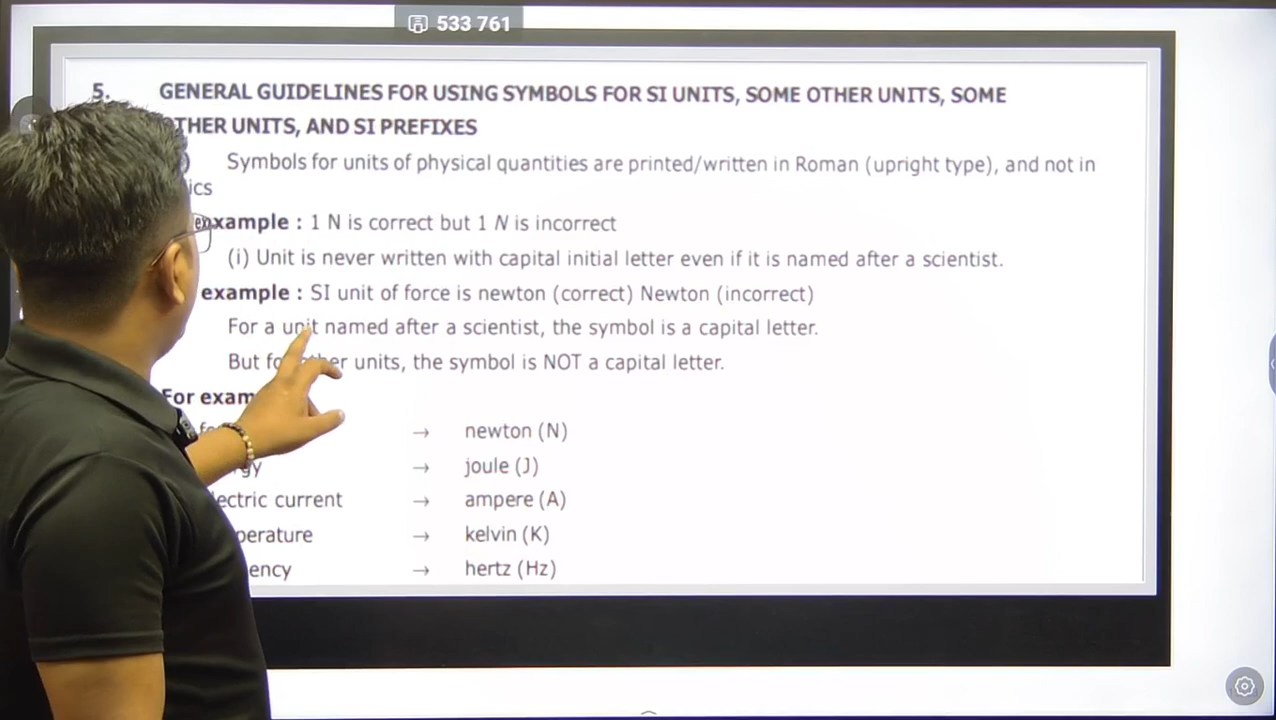 533 761
5. GENERAL GUIDELINES FOR USING SYMBOLS FOR SI UNITS, SOME OTHER UNITS, SOME
THER UNITS, AND SI PREFIXES
) Symbols for units of physical quantities are printed/written in Roman (upright type), and not in
ics
example : 1 N is correct but 1 N is incorrect
(i) Unit is never written with capital initial letter even if it is named after a scientist.
example : SI unit of force is newton (correct) Newton (incorrect)
For a unit named after a scientist, the symbol is a capital letter.
But for other units, the symbol is NOT a capital letter.
For exam
→ newton (N)
gy → joule (J)
lectric current → ampere (A)
perature → kelvin (K)
ency → hertz (Hz)